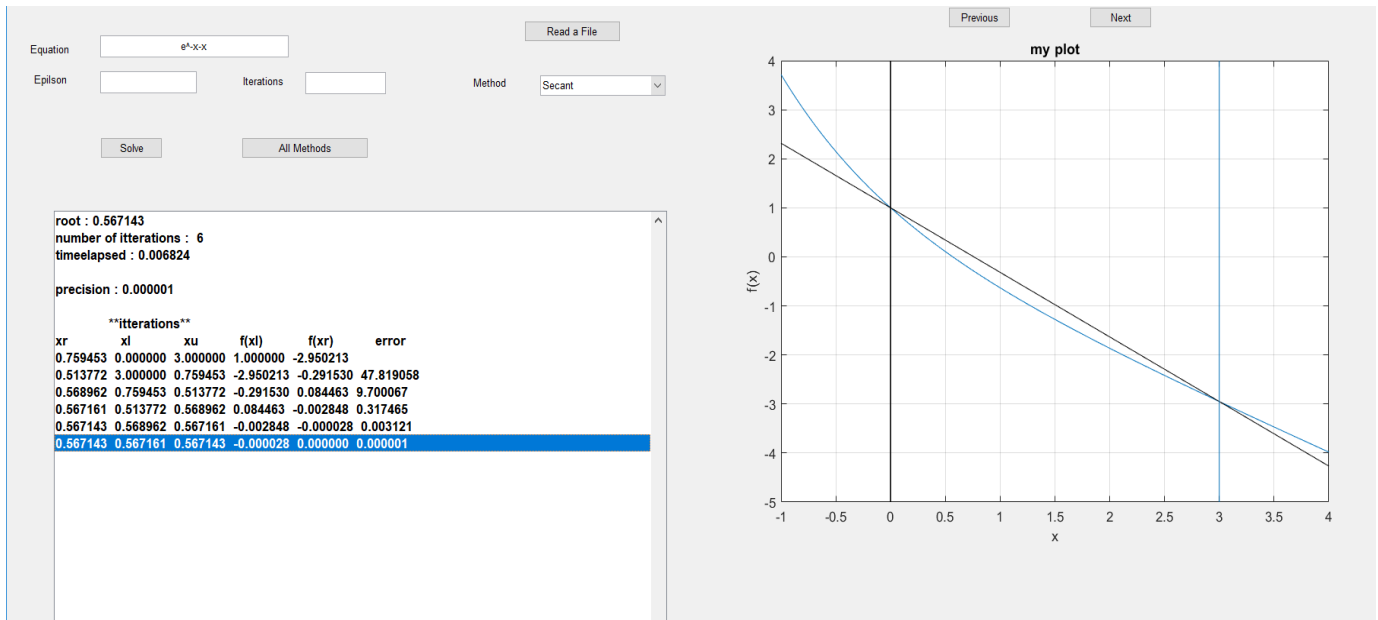 Equation e^-x-x Read a File
Epilson Iterations Method Secant
Solve All Methods
root : 0.567143
number of itterations : 6
timeelapsed : 0.006824
precision : 0.000001
**itterations**
xr xl xu f(xl) f(xr) error
0.759453 0.000000 3.000000 1.000000 -2.950213
0.513772 3.000000 0.759453 -2.950213 -0.291530 47.819058
0.568962 0.759453 0.513772 -0.291530 0.084463 9.700067
0.567161 0.513772 0.568962 0.084463 -0.002848 0.317465
0.567143 0.568962 0.567161 -0.002848 -0.000028 0.003121
0.567143 0.567161 0.567143 -0.000028 0.000000 0.000001
Previous Next
my plot
4
3
2
1
0
-1
-2
-3
-4
-5
f(x)
-1 -0.5 0 0.5 1 1.5 2 2.5 3 3.5 4
x